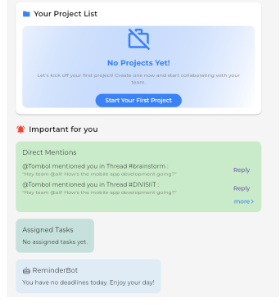 Your Project List
No Projects Yet!
Let's kick off your first project! Create one now and start collaborating with your
team.
Start Your First Project
Important for you
Direct Mentions
@Tombol mentioned you in Thread #brainstorm :
"Hey team @all! How's the mobile app development going?"
Reply
@Tombol mentioned you in Thread #DIVISIIT :
"Hey team @all! How's the mobile app development going?"
Reply
more!
Assigned Tasks
No assigned tasks yet.
ReminderBot
You have no deadlines today. Enjoy your day!